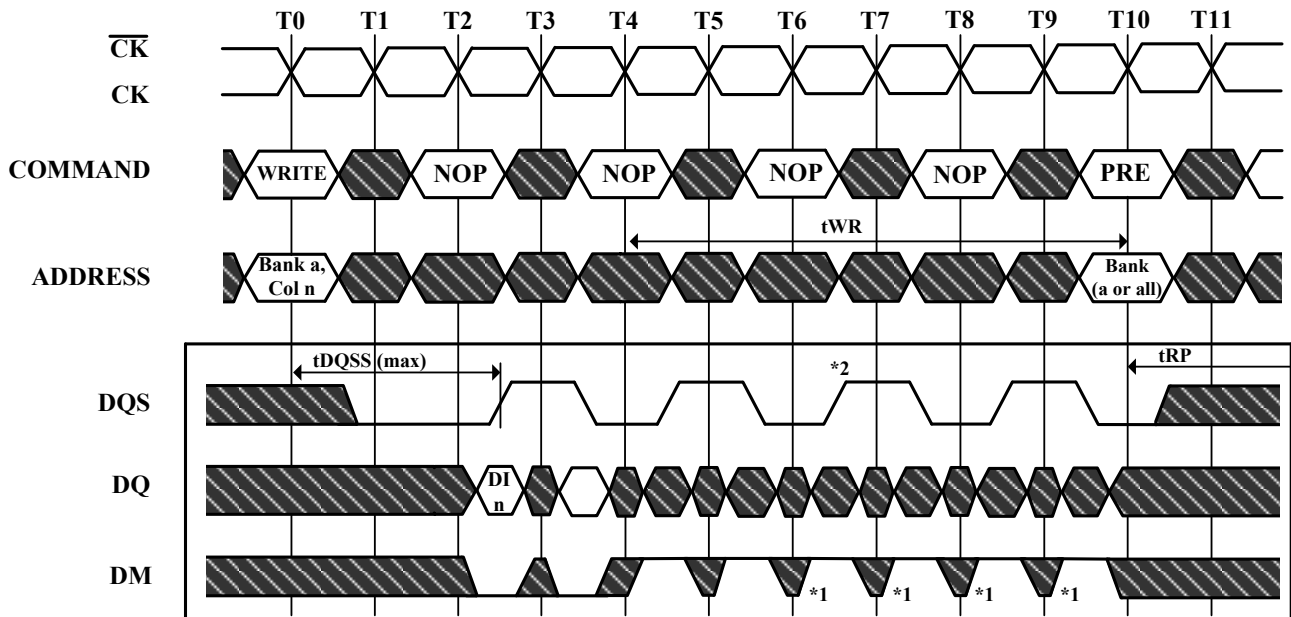 T0 T1 T2 T3 T4 T5 T6 T7 T8 T9 T10 T11
CK
CK
COMMAND WRITE NOP NOP NOP NOP PRE
tWR
ADDRESS Bank a, Col n Bank (a or all)
tDQSS (max) *2 tRP
DQS
DQ DI n
DM *1 *1 *1 *1